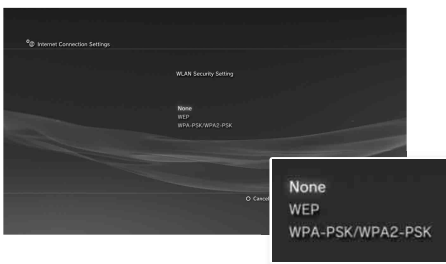 Internet Connection Settings
WLAN Security Setting
None
WEP
WPA-PSK/WPA2-PSK
Cancel
None
WEP
WPA-PSK/WPA2-PSK